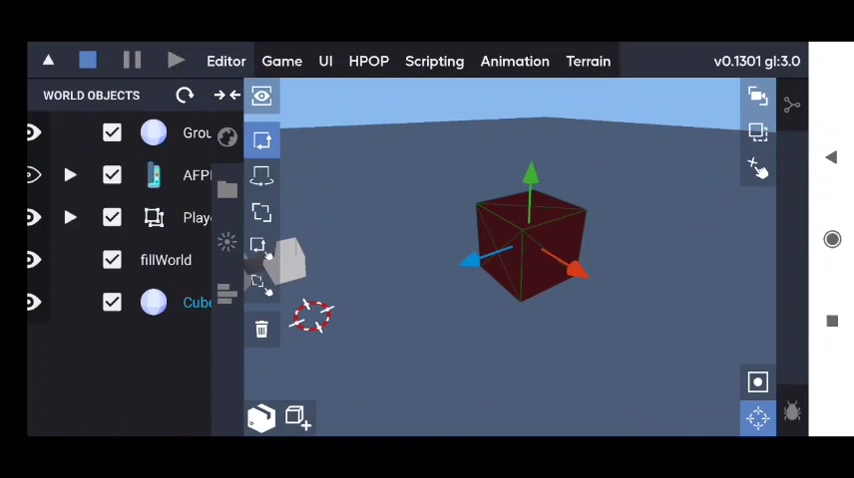 Editor Game UI HPOP Scripting Animation Terrain v0.1301 gl:3.0
WORLD OBJECTS
Grou
AFPI
Playe
fillWorld
Cube